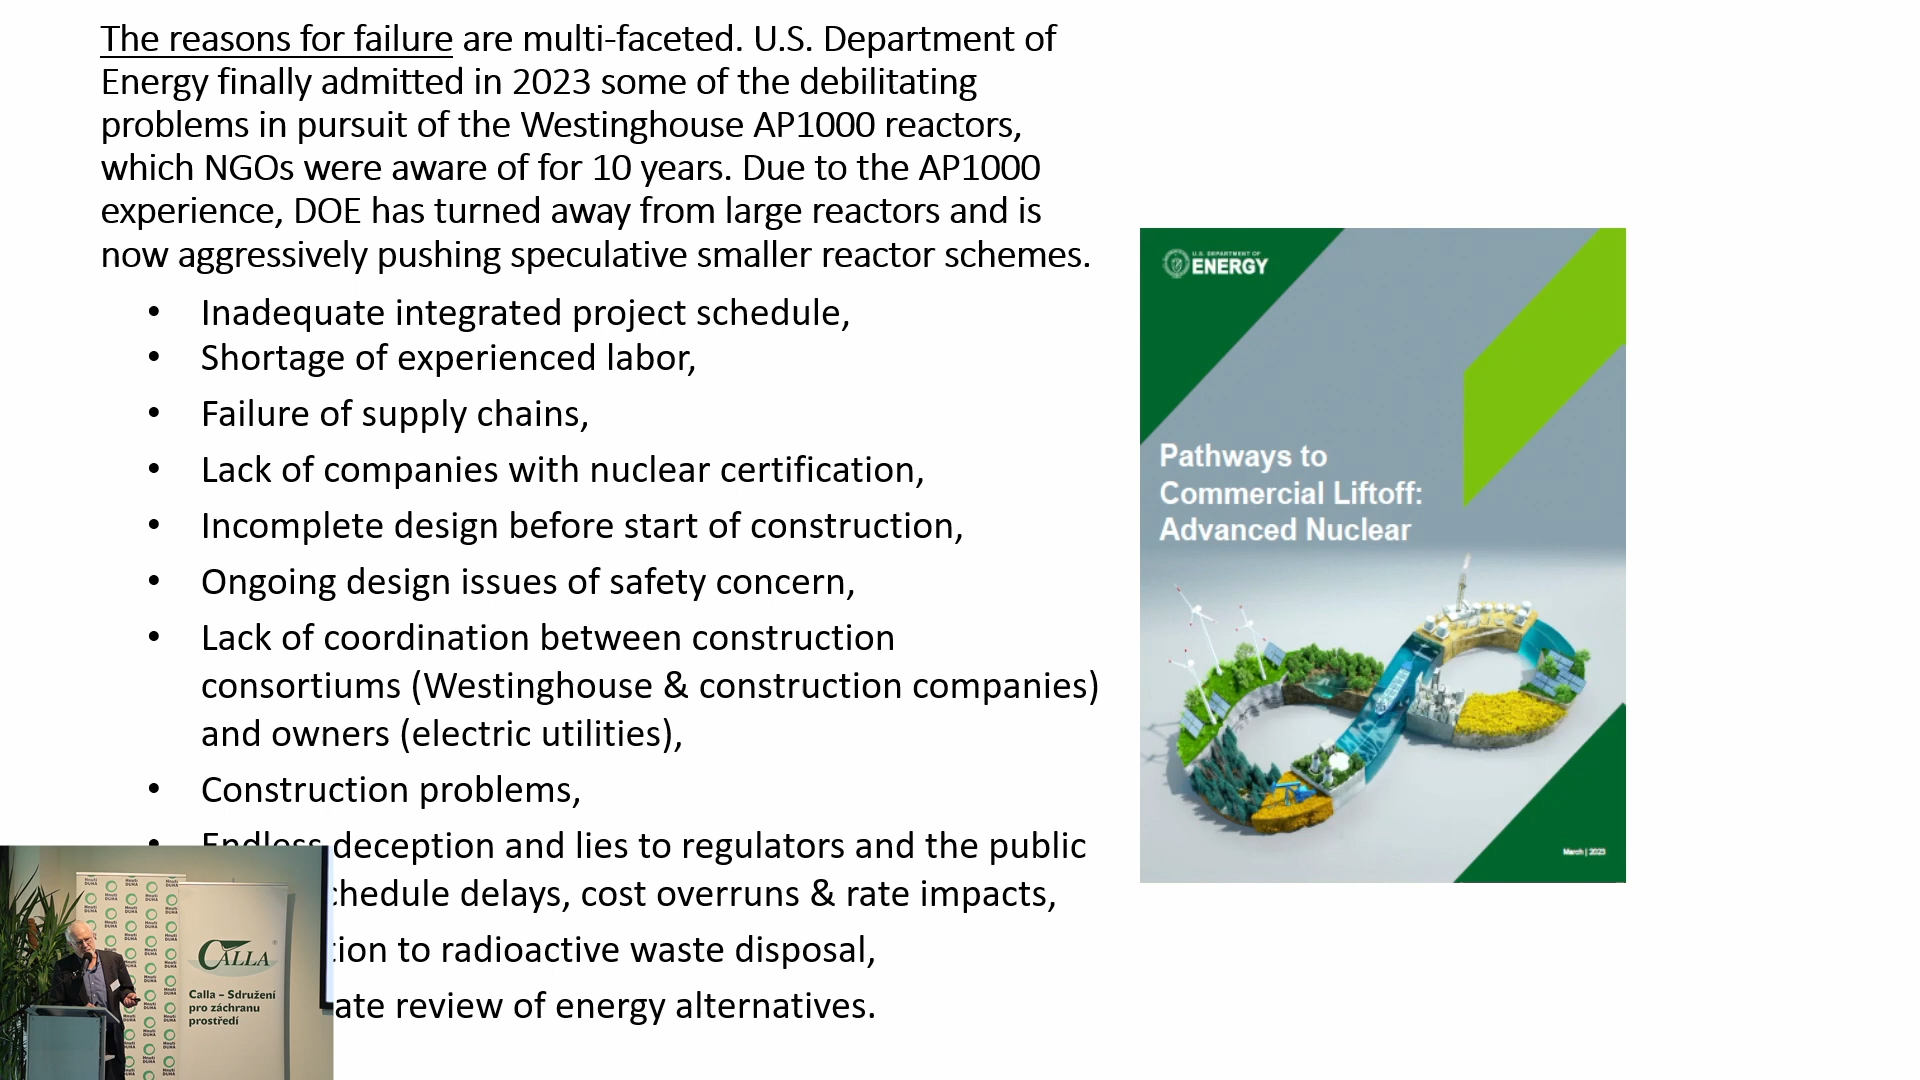 The reasons for failure are multi-faceted. U.S. Department of
Energy finally admitted in 2023 some of the debilitating
problems in pursuit of the Westinghouse AP1000 reactors,
which NGOs were aware of for 10 years. Due to the AP1000
experience, DOE has turned away from large reactors and is
now aggressively pushing speculative smaller reactor schemes.
• Inadequate integrated project schedule,
• Shortage of experienced labor,
• Failure of supply chains,
• Lack of companies with nuclear certification,
• Incomplete design before start of construction,
• Ongoing design issues of safety concern,
• Lack of coordination between construction
consortiums (Westinghouse & construction companies)
and owners (electric utilities),
• Construction problems,
• Endless deception and lies to regulators and the public
schedule delays, cost overruns & rate impacts,
to radioactive waste disposal,
review of energy alternatives.
U.S. DEPARTMENT OF
ENERGY
Pathways to
Commercial Liftoff:
Advanced Nuclear
March | 2023
Hnutí
DUHA
CALLA
Calla – Sdružení
pro záchranu
prostředí